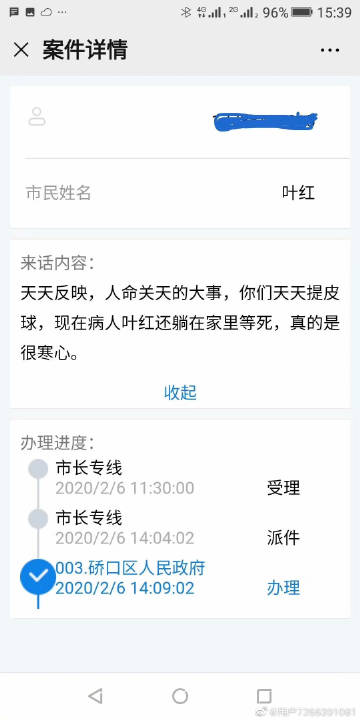 4G 1 2G 2 96% 15:39
案件详情
市民姓名 叶红
来话内容：
天天反映，人命关天的大事，你们天天提皮
球，现在病人叶红还躺在家里等死，真的是
很寒心。
收起
办理进度：
市长专线
2020/2/6 11:30:00 受理
市长专线
2020/2/6 14:04:02 派件
003.硚口区人民政府
2020/2/6 14:09:02 办理
@用户7266391081